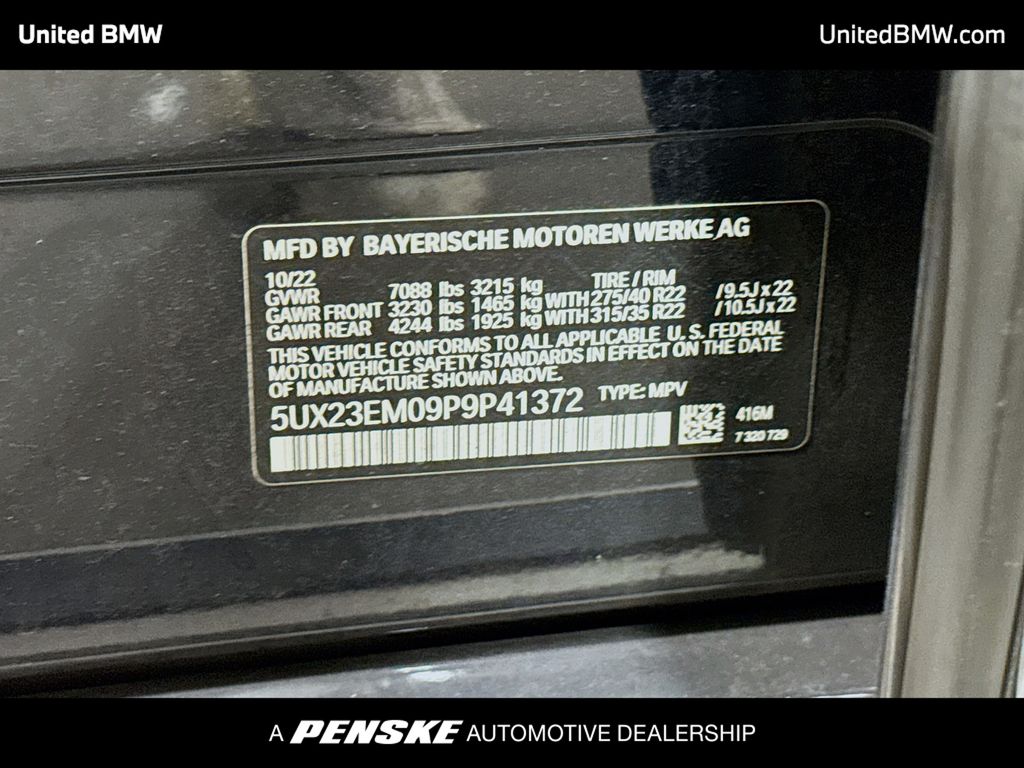 United BMW
UnitedBMW.com
MFD BY BAYERISCHE MOTOREN WERKE AG
10/22 TIRE / RIM
GVWR 7088 lbs 3215 kg
GAWR FRONT 3230 lbs 1465 kg WITH 275/40 R22 /9.5J x 22
GAWR REAR 4244 lbs 1925 kg WITH 315/35 R22 /10.5J x 22
THIS VEHICLE CONFORMS TO ALL APPLICABLE U.S. FEDERAL
MOTOR VEHICLE SAFETY STANDARDS IN EFFECT ON THE DATE
OF MANUFACTURE SHOWN ABOVE.
5UX23EM09P9P41372 TYPE: MPV
416M
7 320 729
A PENSKE AUTOMOTIVE DEALERSHIP